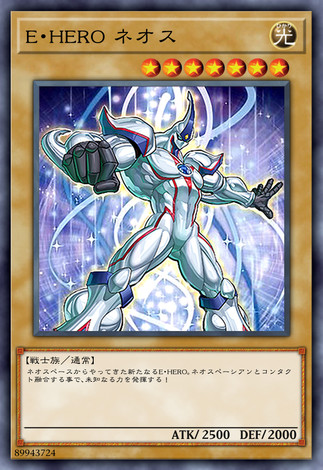 E・HERO ネオス
光
【戦士族／通常】
ネオスペースからやってきた新たなるE・HERO。ネオスペーシアンとコンタク
ト融合する事で、未知なる力を発揮する！
ATK/ 2500 DEF/ 2000
89943724